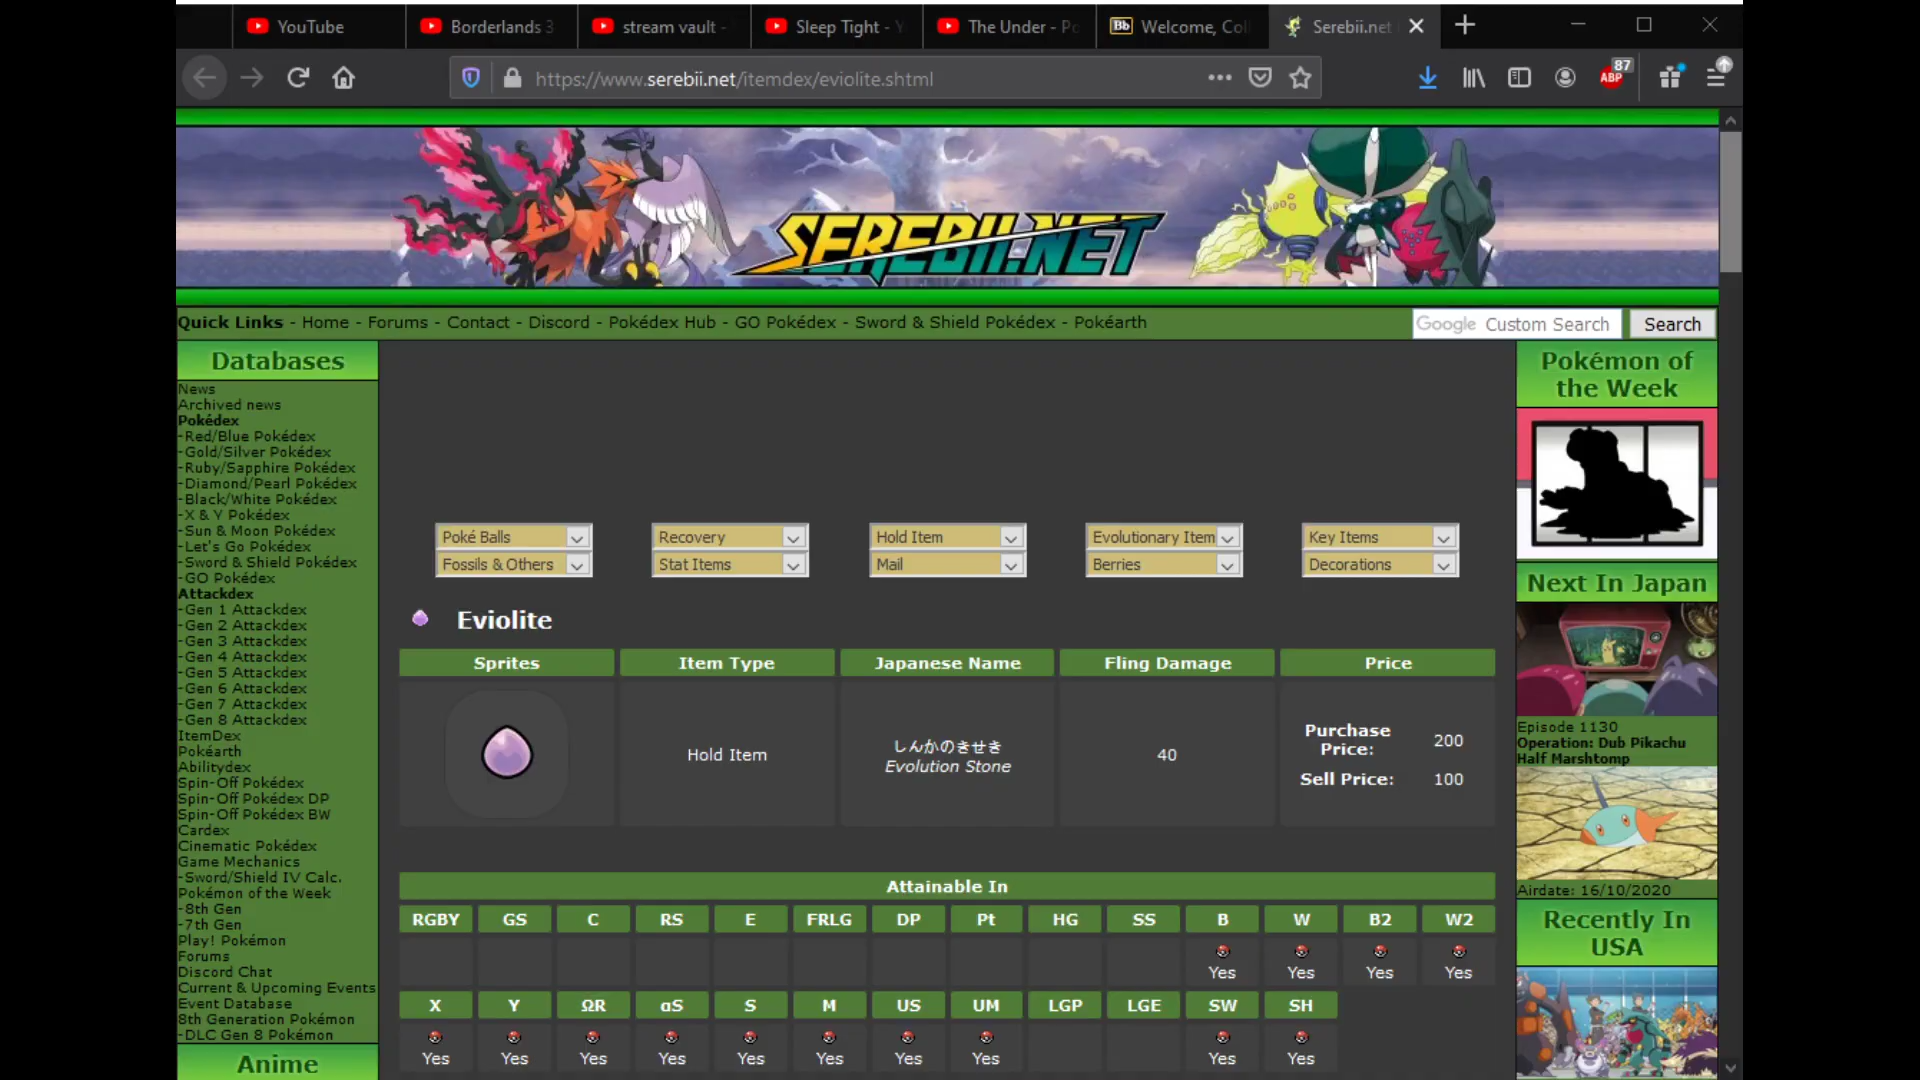 YouTube
Borderlands 3
stream vault -
Sleep Tight - Y
The Under - Po
Bb Welcome, Coll
Serebii.net
https://www.serebii.net/itemdex/eviolite.shtml
ABP 87
SEREBII.NET
Quick Links - Home - Forums - Contact - Discord - Pokédex Hub - GO Pokédex - Sword & Shield Pokédex - Pokéarth
Google Custom Search
Search
Databases
News
Archived news
Pokédex
-Red/Blue Pokédex
-Gold/Silver Pokédex
-Ruby/Sapphire Pokédex
-Diamond/Pearl Pokédex
-Black/White Pokédex
-X & Y Pokédex
-Sun & Moon Pokédex
-Let's Go Pokédex
-Sword & Shield Pokédex
-GO Pokédex
Attackdex
-Gen 1 Attackdex
-Gen 2 Attackdex
-Gen 3 Attackdex
-Gen 4 Attackdex
-Gen 5 Attackdex
-Gen 6 Attackdex
-Gen 7 Attackdex
-Gen 8 Attackdex
ItemDex
Pokéarth
Abilitydex
Spin-Off Pokédex
Spin-Off Pokédex DP
Spin-Off Pokédex BW
Cardex
Cinematic Pokédex
Game Mechanics
-Sword/Shield IV Calc.
Pokémon of the Week
-8th Gen
-7th Gen
Play! Pokémon
Forums
Discord Chat
Current & Upcoming Events
Event Database
8th Generation Pokémon
-DLC Gen 8 Pokémon
Anime
Poké Balls
Recovery
Hold Item
Evolutionary Item
Key Items
Fossils & Others
Stat Items
Mail
Berries
Decorations
Eviolite
Sprites
Item Type
Japanese Name
Fling Damage
Price
Hold Item
しんかのきせき
Evolution Stone
40
Purchase Price: 200
Sell Price: 100
Attainable In
RGBY GS C RS E FRLG DP Pt HG SS B W B2 W2
Yes Yes Yes Yes
X Y ΩR αS S M US UM LGP LGE SW SH
Yes Yes Yes Yes Yes Yes Yes Yes Yes Yes
Pokémon of
the Week
Next In Japan
Episode 1130
Operation: Dub Pikachu
Half Marshtomp
Airdate: 16/10/2020
Recently In
USA